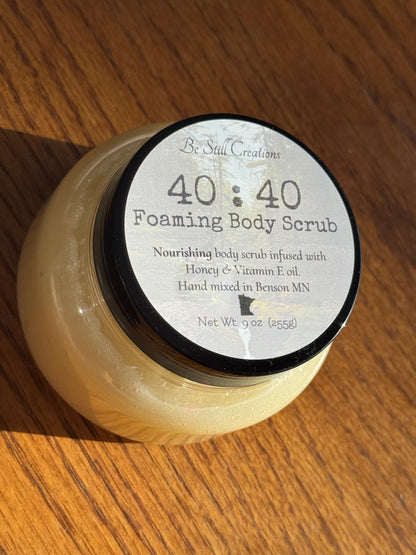 Be Still Creations
40 : 40
Foaming Body Scrub
Nourishing body scrub infused with
Honey & Vitamin E oil.
Hand mixed in Benson MN
Net Wt. 9 oz (255g)